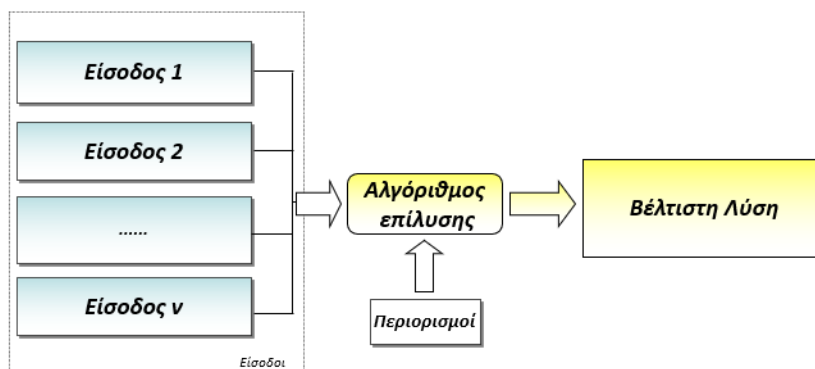 Είσοδος 1
Είσοδος 2
......
Είσοδος ν
Είσοδοι
Αλγόριθμος
επίλυσης
Περιορισμοί
Βέλτιστη Λύση